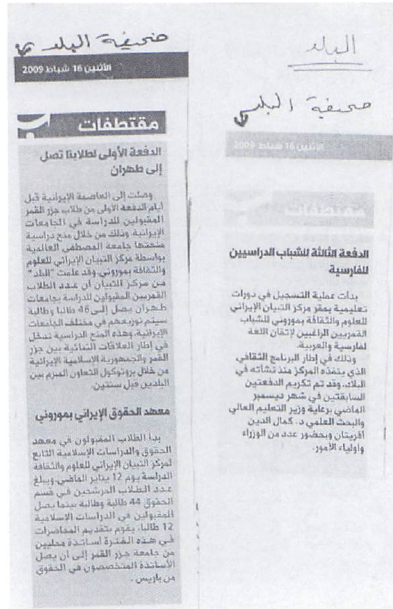 صحيفة البلد
الأثنين 16 شباط 2009
مقتطفات
الدفعة الأولى لطلابنا تصل
إلى طهران
وصلت إلى العاصمة الإيرانية قبل
أيام الدفعة الأولى من طلاب جزر القمر
المقبولين للدراسة في الجامعات
الإيرانية، وذلك من خلال منح دراسية
منحتها جامعة المصطفى العالمية
بواسطة مركز التبيان الإيراني للعلوم
والثقافة بموروني. وقد علمت "البلد"
من مركز التبيان أن عدد الطلاب
القمريين المقبولين للدراسة بجامعات
طهران يصل إلى 46 طالبا وطالبة
سيتم توزيعهم في مختلف الجامعات
الإيرانية، وهذه المنح الدراسية تدخل
في إطار العلاقات الثنائية بين جزر
القمر والجمهورية الإسلامية الإيرانية
من خلال بروتوكول التعاون المبرم بين
البلدين قبل سنتين.
معهد الحقوق الإيراني بموروني
بدأ الطلاب المقبولون في معهد
الحقوق والدراسات الإسلامية التابع
لمركز التبيان الإيراني للعلوم والثقافة
الدراسة يوم 12 يناير الماضي، ويبلغ
عدد الطلاب المرشحين في قسم
الحقوق 44 طالبة وطالبة بينما يصل
المقبولين في الدراسات الإسلامية
12 طالبا، يقوم بتقديم المحاضرات
في هذه الفترة أساتذة محليين
من جامعة جزر القمر إلى أن يصل
الأساتذة المتخصصون في الحقوق
من باريس.
البلد
صحيفة البلد
الأثنين 16 شباط 2009
مقتطفات
الدفعة الثالثة للشباب الدراسيين
للفارسية
بدأت عملية التسجيل في دورات
تعليمية بمقر مركز التبيان الإيراني
للعلوم والثقافة بموروني للشباب
القمريين الراغبين لإتقان اللغة
لفارسية والعربية.
وذلك في إطار البرنامج الثقافي
الذي ينفذه المركز منذ نشأته في
البلاد، وقد تم تكريم الدفعتين
السابقتين في شهر ديسمبر
الماضي برعاية وزير التعليم العالي
والبحث العلمي د. كمال الدين
أفريتان وبحضور عدد من الوزراء
وأولياء الأمور.